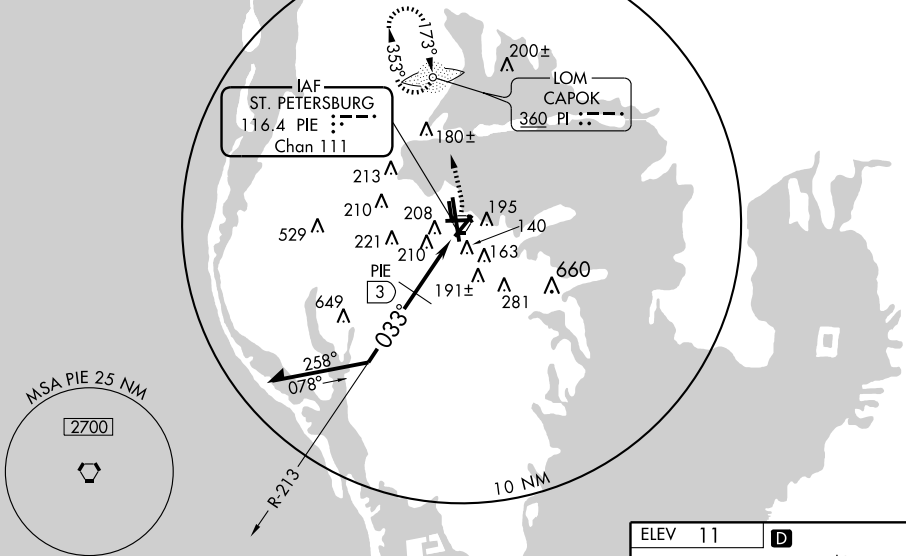 173°
353°
200±
IAF
ST. PETERSBURG
116.4 PIE
Chan 111
LOM
CAPOK
360 PI
180±
213
210
208
195
140
529
221
210
163
PIE
3
191±
281
660
649
033°
258°
078°
MSA PIE 25 NM
2700
R-213
10 NM
ELEV 11
D